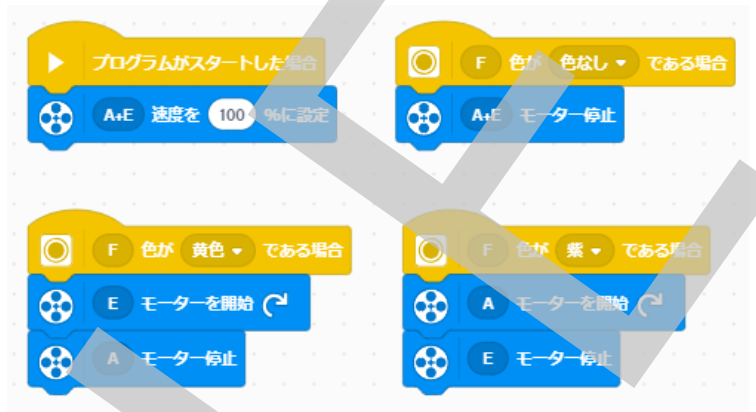 プログラムがスタートした場合
A+E 速度を 100 %に設定
F 色が 色なし である場合
A+E モーター停止
F 色が 黄色 である場合
E モーターを開始
A モーター停止
F 色が 紫 である場合
A モーターを開始
E モーター停止